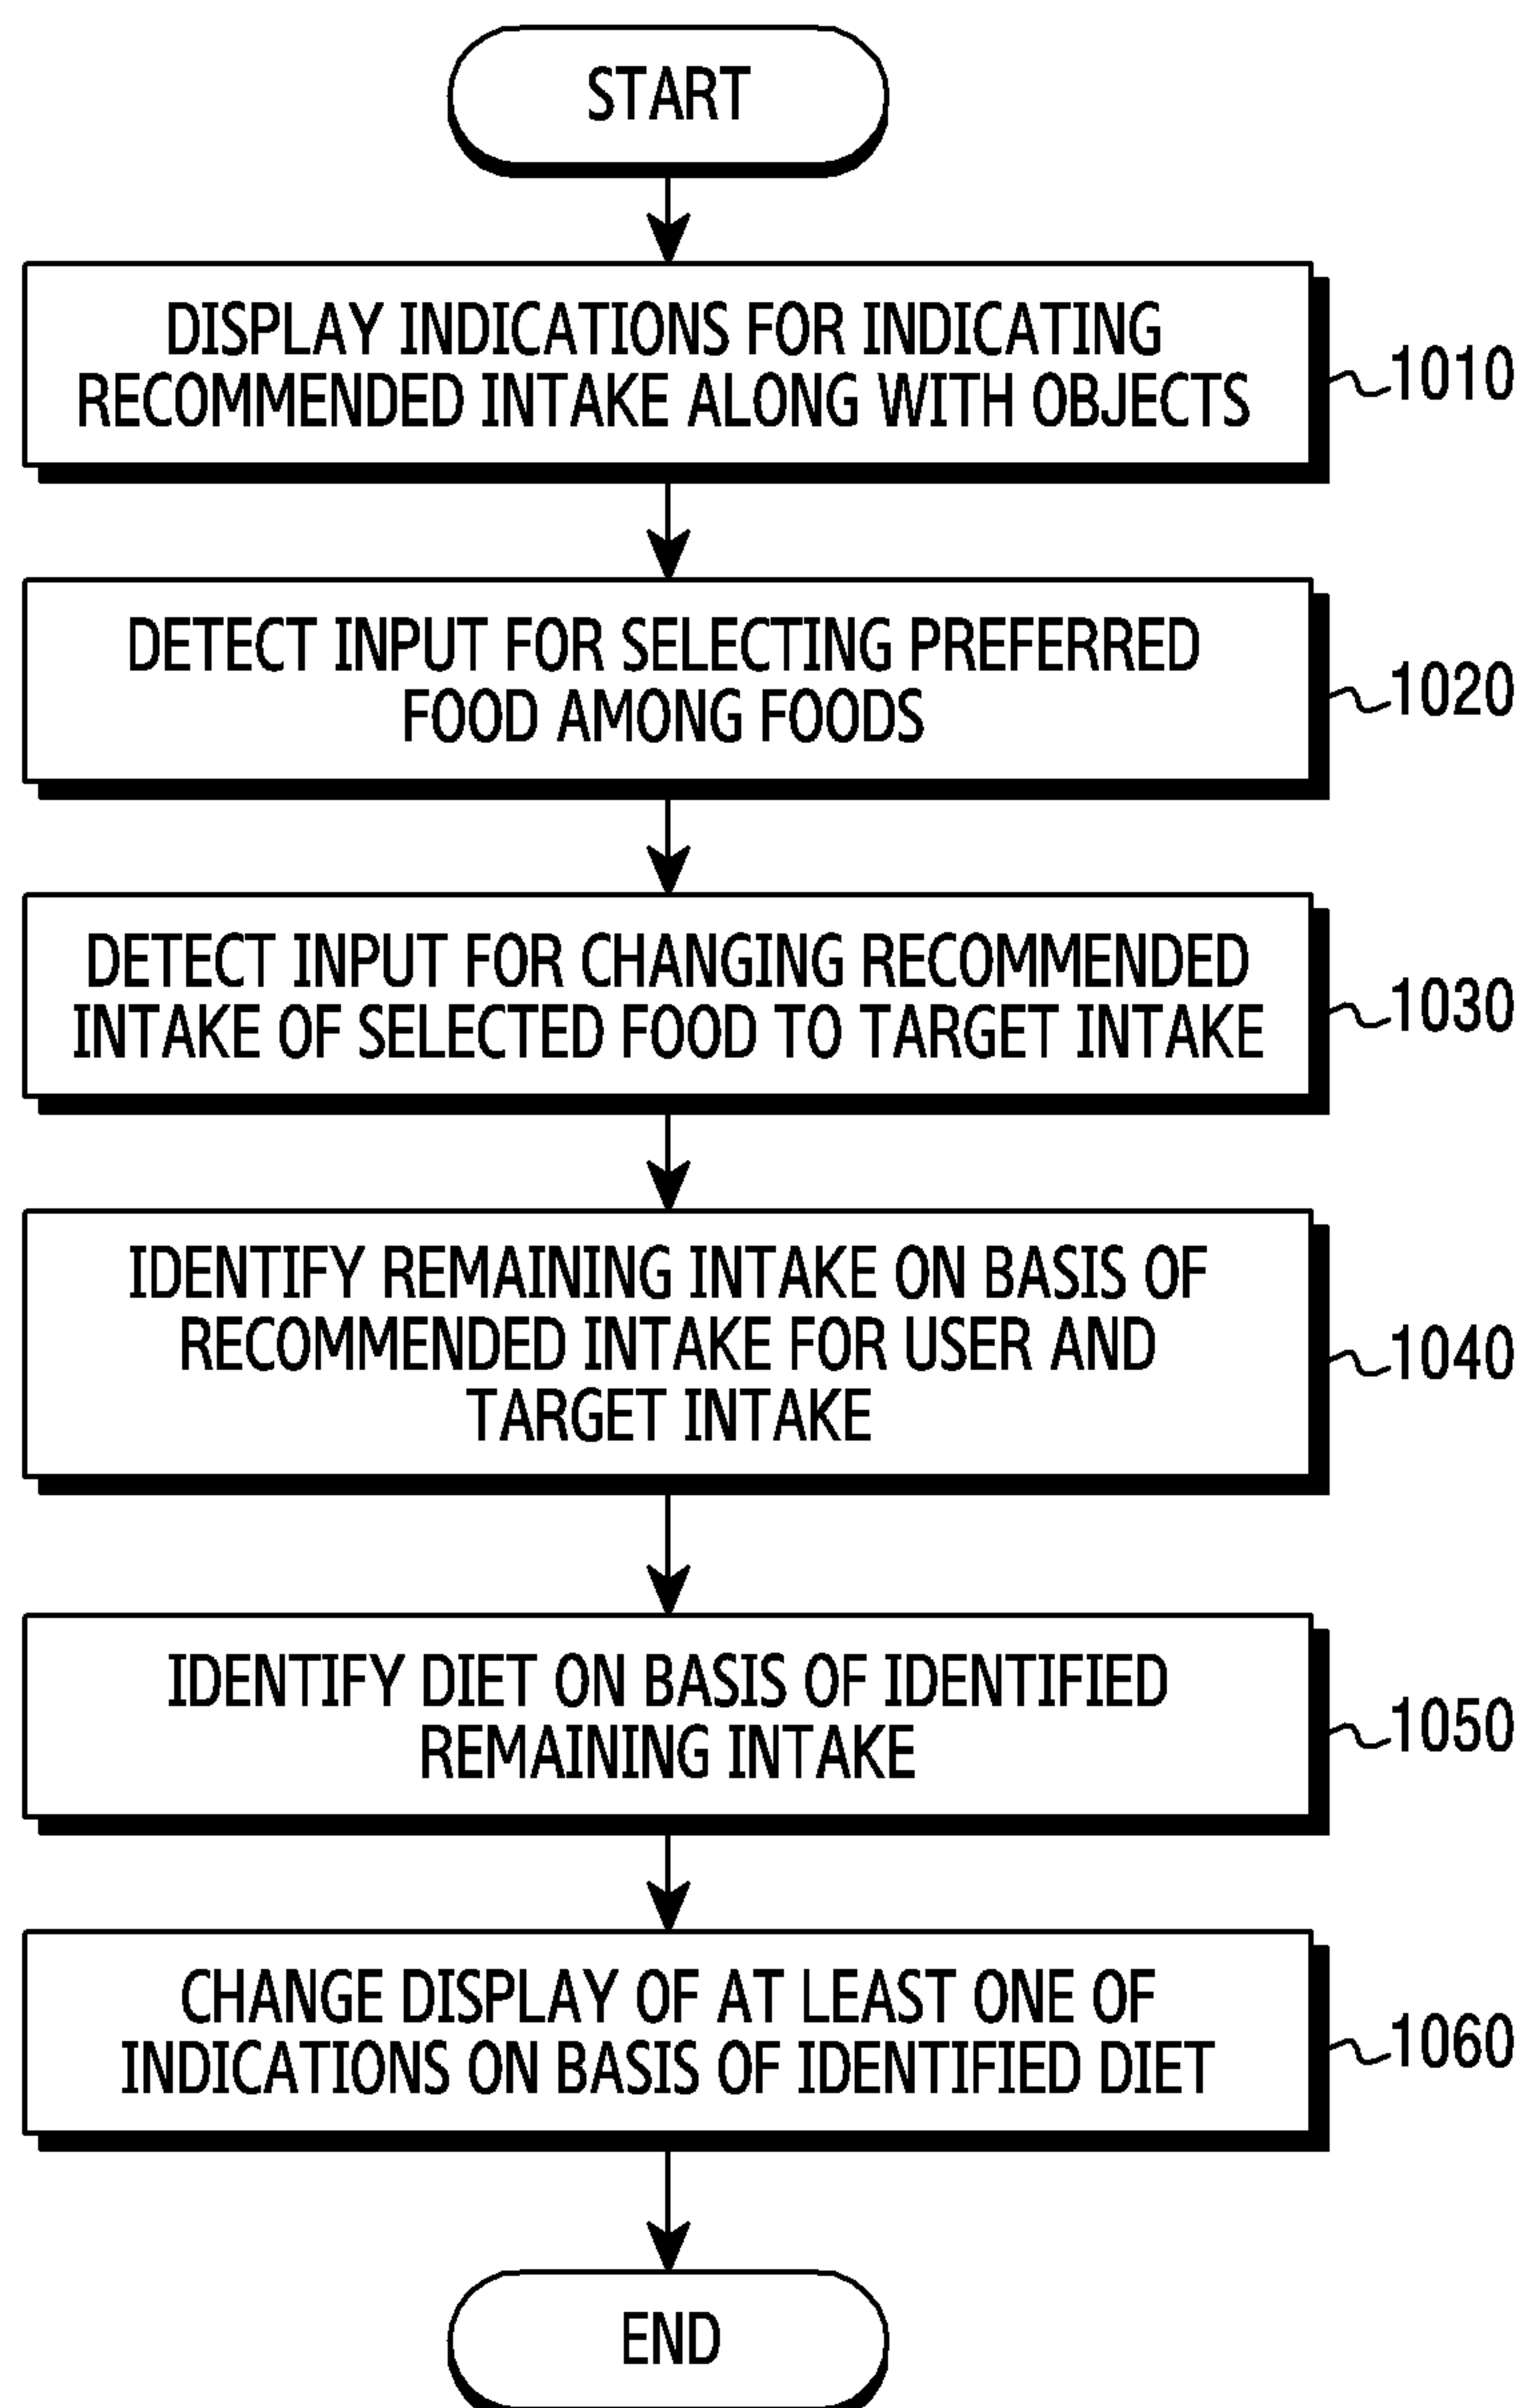 START
DISPLAY INDICATIONS FOR INDICATING
RECOMMENDED INTAKE ALONG WITH OBJECTS
1010
DETECT INPUT FOR SELECTING PREFERRED
FOOD AMONG FOODS
1020
DETECT INPUT FOR CHANGING RECOMMENDED
INTAKE OF SELECTED FOOD TO TARGET INTAKE
1030
IDENTIFY REMAINING INTAKE ON BASIS OF
RECOMMENDED INTAKE FOR USER AND
TARGET INTAKE
1040
IDENTIFY DIET ON BASIS OF IDENTIFIED
REMAINING INTAKE
1050
CHANGE DISPLAY OF AT LEAST ONE OF
INDICATIONS ON BASIS OF IDENTIFIED DIET
1060
END